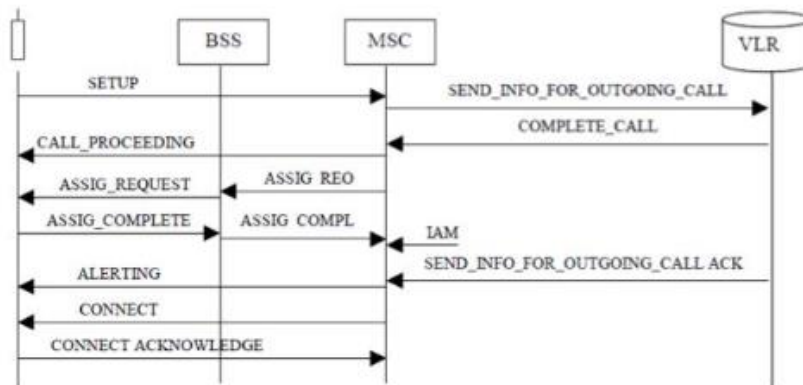 BSS
MSC
VLR
SETUP
SEND_INFO_FOR_OUTGOING_CALL
COMPLETE_CALL
CALL_PROCEEDING
ASSIG_REQUEST
ASSIG REO
ASSIG_COMPLETE
ASSIG COMPL
IAM
SEND_INFO_FOR_OUTGOING_CALL ACK
ALERTING
CONNECT
CONNECT ACKNOWLEDGE